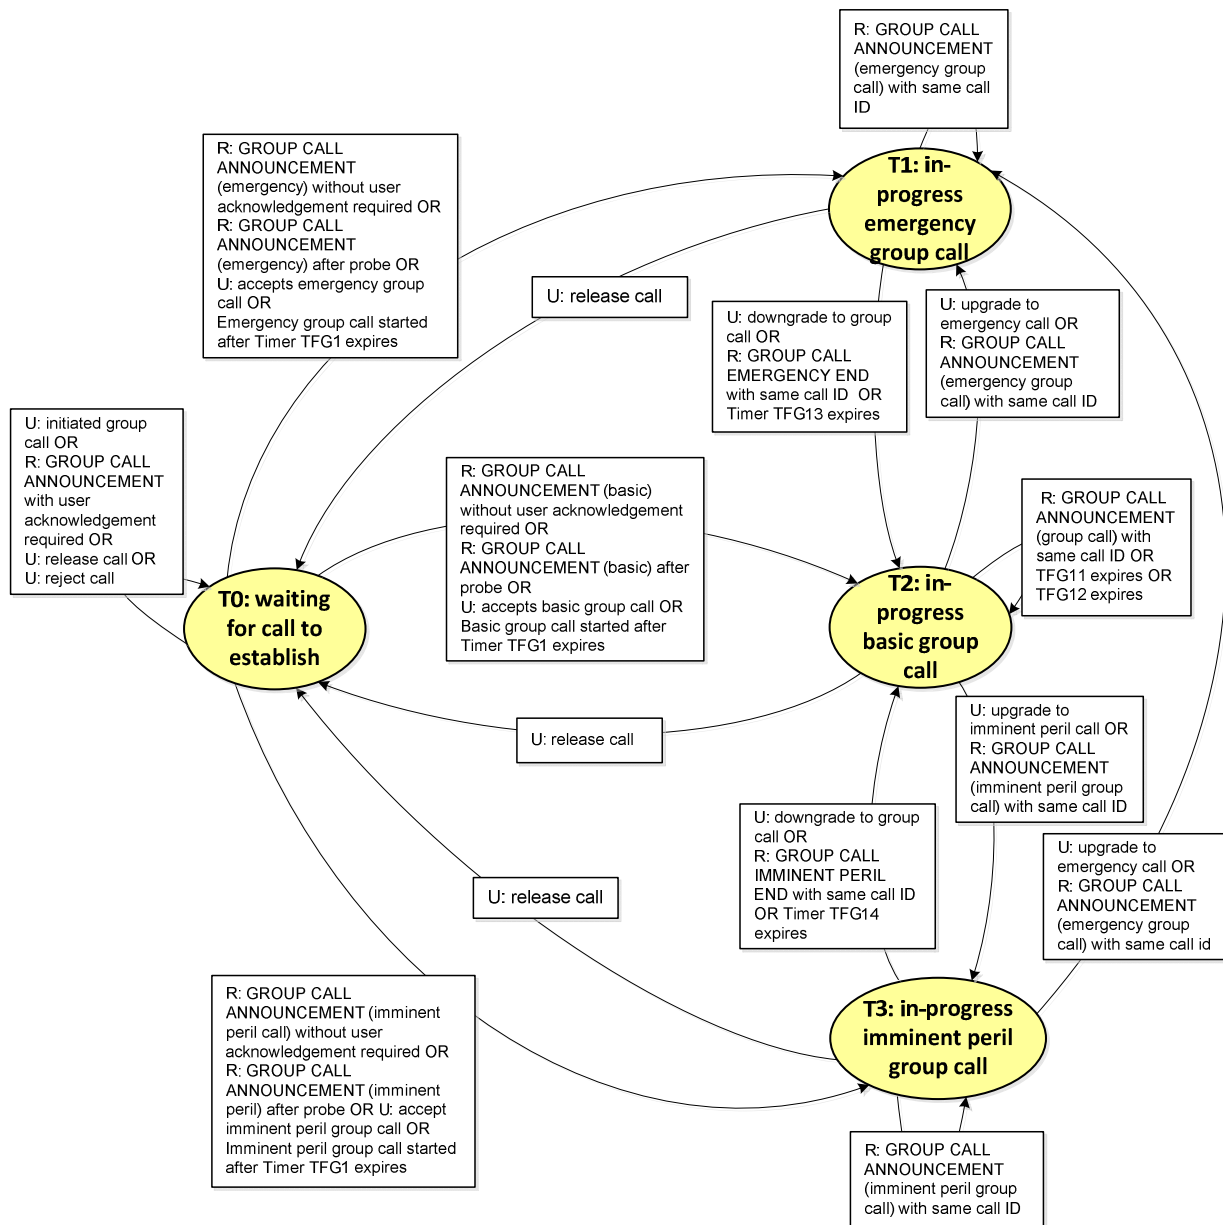 R: GROUP CALL
ANNOUNCEMENT
(emergency group
call) with same call
ID
R: GROUP CALL
ANNOUNCEMENT
(emergency) without user
acknowledgement required OR
R: GROUP CALL
ANNOUNCEMENT
(emergency) after probe OR
U: accepts emergency group
call OR
Emergency group call started
after Timer TFG1 expires
T1: in-
progress
emergency
group call
U: release call
U: downgrade to group
call OR
R: GROUP CALL
EMERGENCY END
with same call ID OR
Timer TFG13 expires
U: upgrade to
emergency call OR
R: GROUP CALL
ANNOUNCEMENT
(emergency group
call) with same call ID
U: initiated group
call OR
R: GROUP CALL
ANNOUNCEMENT
with user
acknowledgement
required OR
U: release call OR
U: reject call
R: GROUP CALL
ANNOUNCEMENT (basic)
without user acknowledgement
required OR
R: GROUP CALL
ANNOUNCEMENT (basic) after
probe OR
U: accepts basic group call OR
Basic group call started after
Timer TFG1 expires
R: GROUP CALL
ANNOUNCEMENT
(group call) with
same call ID OR
TFG11 expires OR
TFG12 expires
T0: waiting
for call to
establish
T2: in-
progress
basic group
call
U: release call
U: upgrade to
imminent peril call OR
R: GROUP CALL
ANNOUNCEMENT
(imminent peril group
call) with same call ID
U: downgrade to group
call OR
R: GROUP CALL
IMMINENT PERIL
END with same call ID
OR Timer TFG14
expires
U: upgrade to
emergency call OR
R: GROUP CALL
ANNOUNCEMENT
(emergency group
call) with same call id
U: release call
R: GROUP CALL
ANNOUNCEMENT (imminent
peril call) without user
acknowledgement required OR
R: GROUP CALL
ANNOUNCEMENT (imminent
peril) after probe OR U: accept
imminent peril group call OR
Imminent peril group call started
after Timer TFG1 expires
T3: in-progress
imminent peril
group call
R: GROUP CALL
ANNOUNCEMENT
(imminent peril group
call) with same call ID